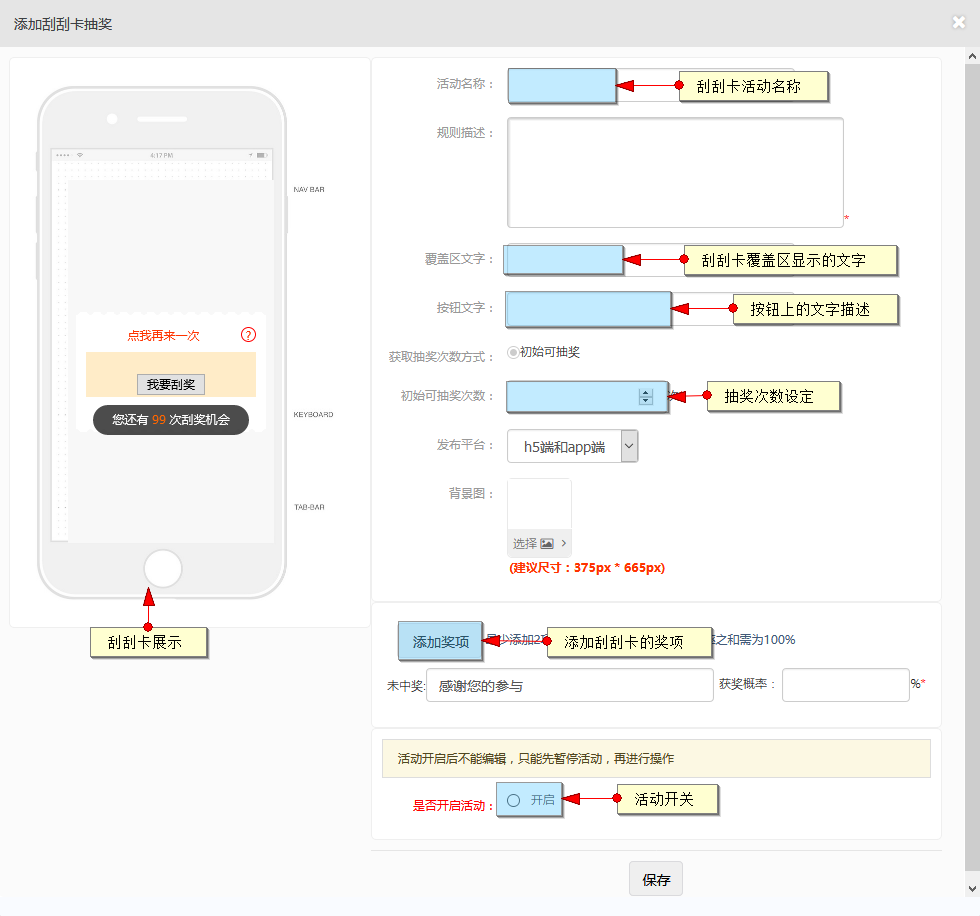 添加刮刮卡抽奖
活动名称：
刮刮卡活动名称
规则描述：
*
4:17 PM
NAV BAR
覆盖区文字：
刮刮卡覆盖区显示的文字
按钮文字：
按钮上的文字描述
点我再来一次
?
获取抽奖次数方式：
初始可抽奖
我要刮奖
初始可抽奖次数：
抽奖次数设定
您还有 99 次刮奖机会
KEYBOARD
发布平台：
h5端和app端
背景图：
TAB-BAR
选择
(建议尺寸：375px * 665px)
刮刮卡展示
添加奖项
少添加2
添加刮刮卡的奖项
之和需为100%
未中奖:
感谢您的参与
获奖概率：
%*
活动开启后不能编辑，只能先暂停活动，再进行操作
是否开启活动：
开启
活动开关
保存